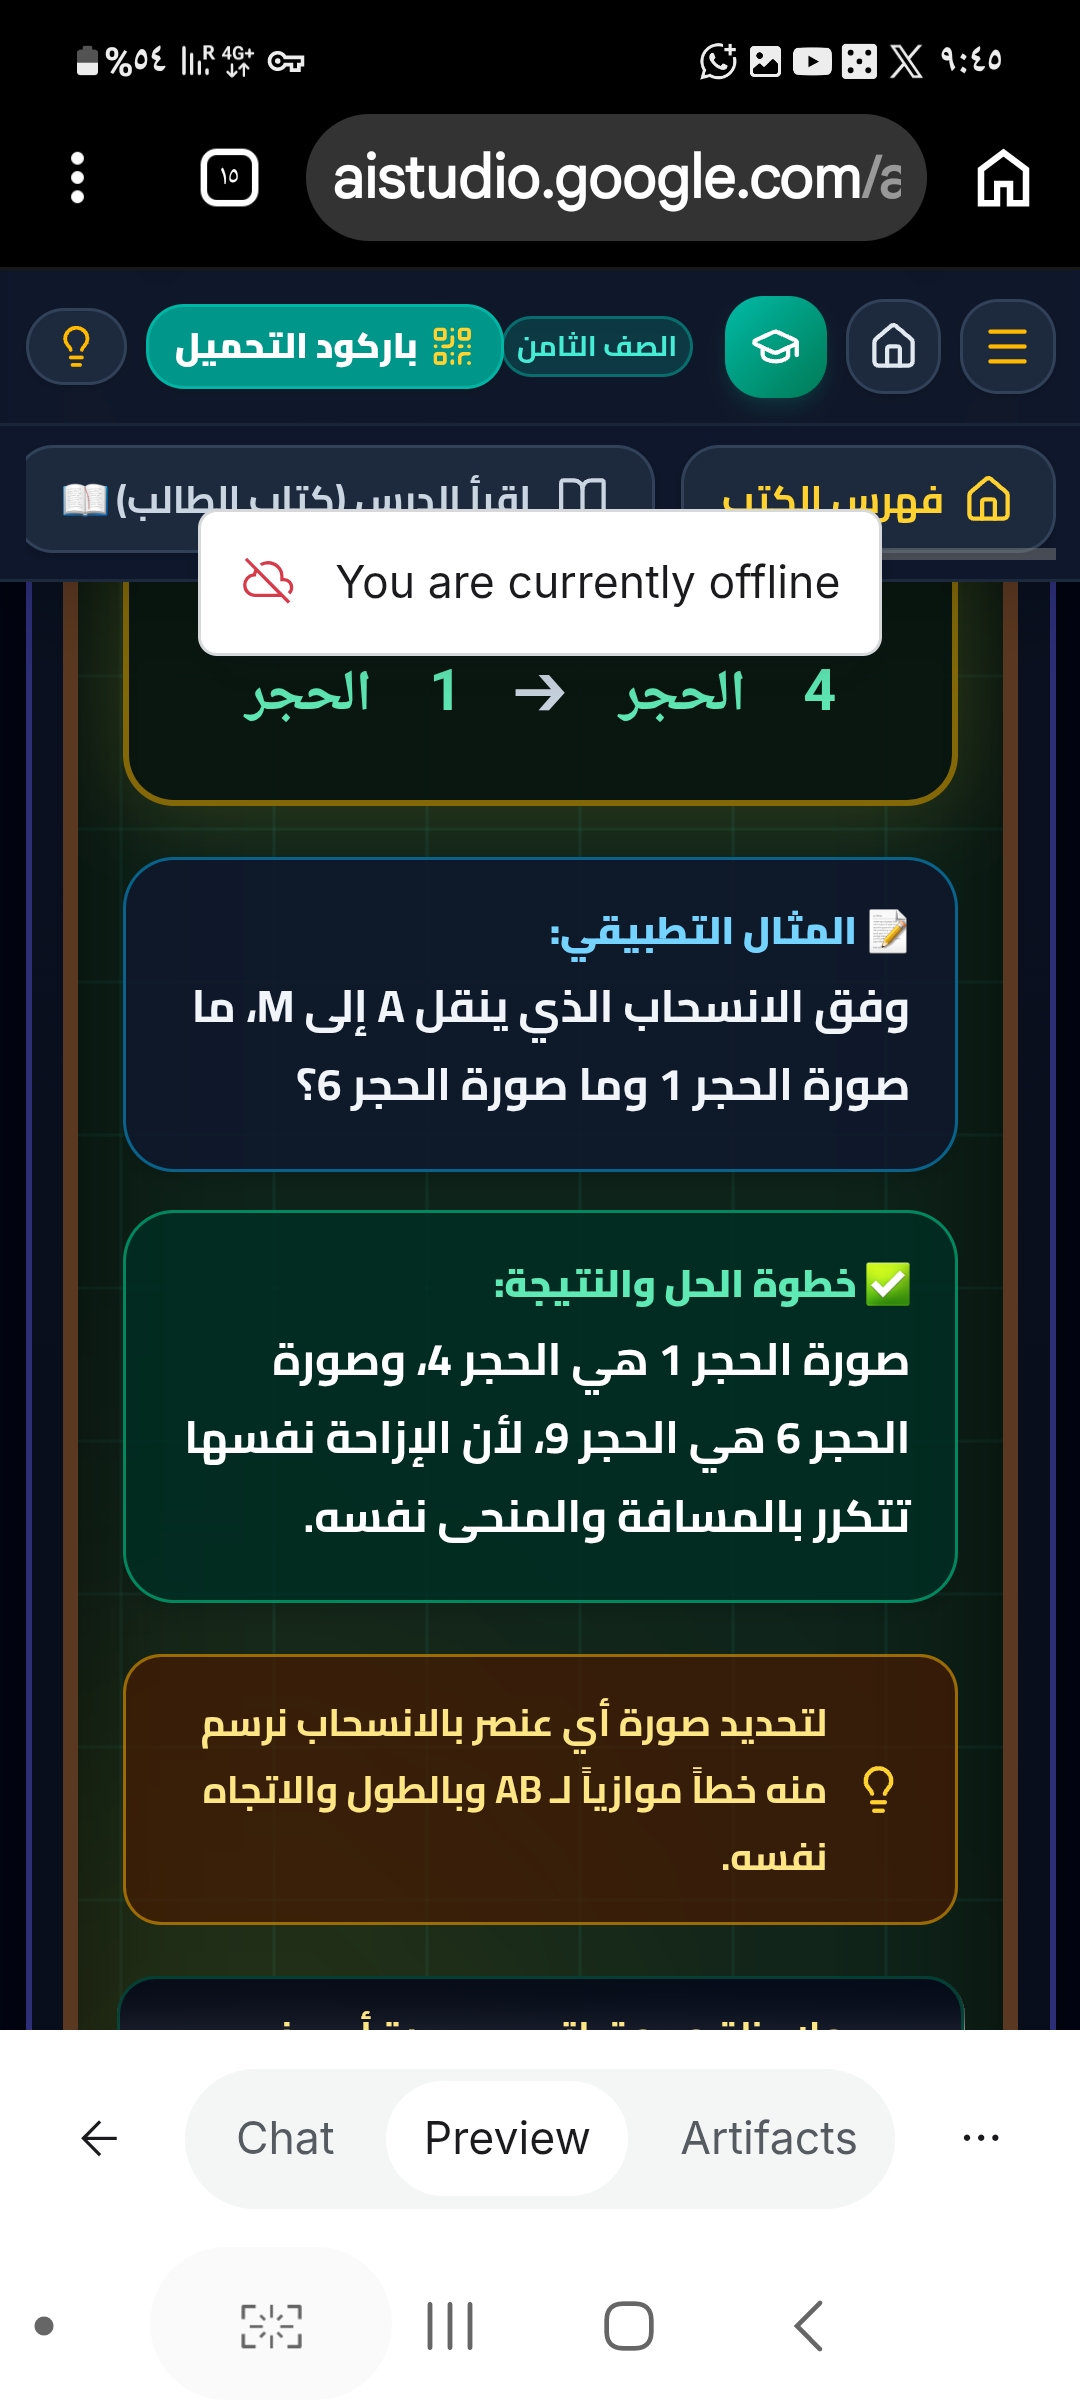 %٥٤ R 4G+ ٩:٤٥
١٥ aistudio.google.com/a
الصف الثامن باركود التحميل
فهرس الكتب اقرأ الدرس (كتاب الطالب) 📖
You are currently offline
الحجر 1 → الحجر 4
📝 المثال التطبيقي:
وفق الانسحاب الذي ينقل A إلى M، ما
صورة الحجر 1 وما صورة الحجر 6؟
✅ خطوة الحل والنتيجة:
صورة الحجر 1 هي الحجر 4، وصورة
الحجر 6 هي الحجر 9، لأن الإزاحة نفسها
تتكرر بالمسافة والمنحى نفسه.
لتحديد صورة أي عنصر بالانسحاب نرسم
منه خطاً موازياً لـ AB وبالطول والاتجاه
نفسه.
Chat Preview Artifacts